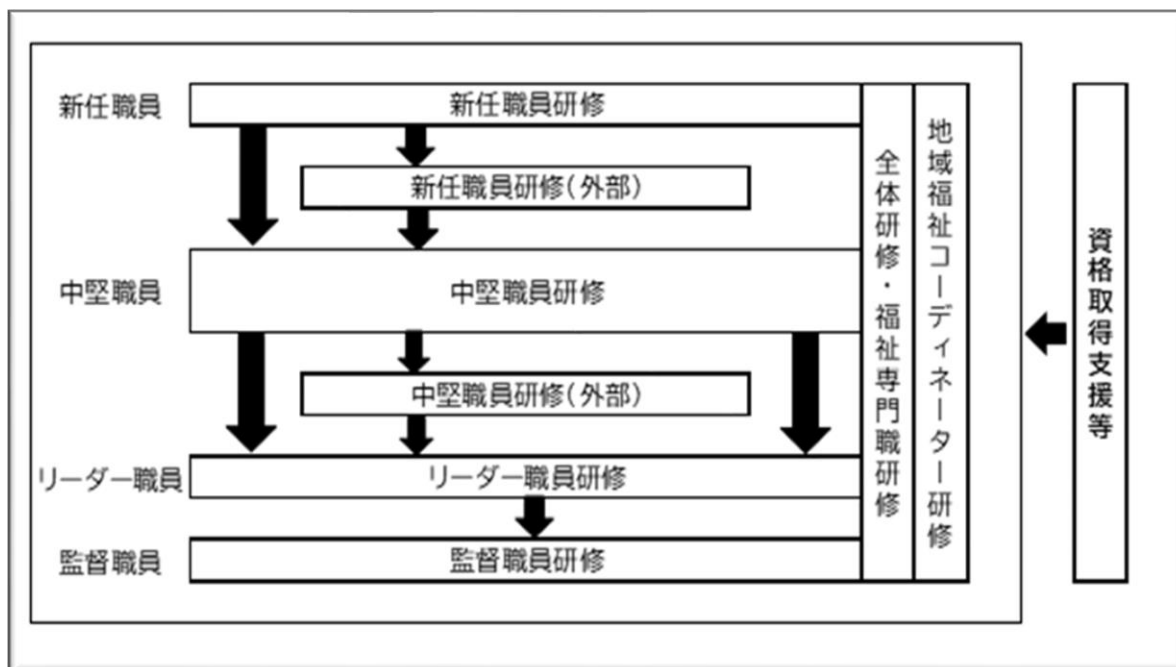 新任職員
新任職員研修
新任職員研修(外部)
中堅職員
中堅職員研修
中堅職員研修(外部)
リーダー職員
リーダー職員研修
監督職員
監督職員研修
全体研修・福祉専門職研修
地域福祉コーディネーター研修
資格取得支援等